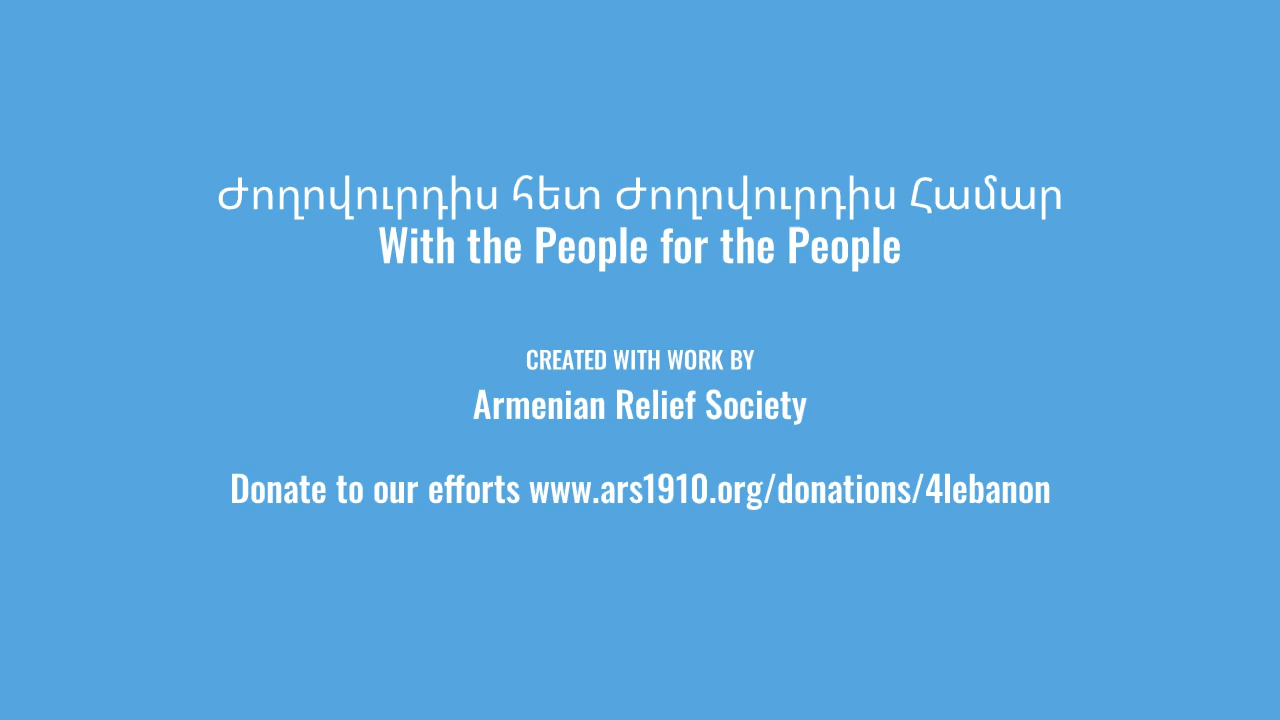 Ժողովուրդիս հետ Ժողովուրդիս Համար
With the People for the People
CREATED WITH WORK BY
Armenian Relief Society
Donate to our efforts www.ars1910.org/donations/4lebanon